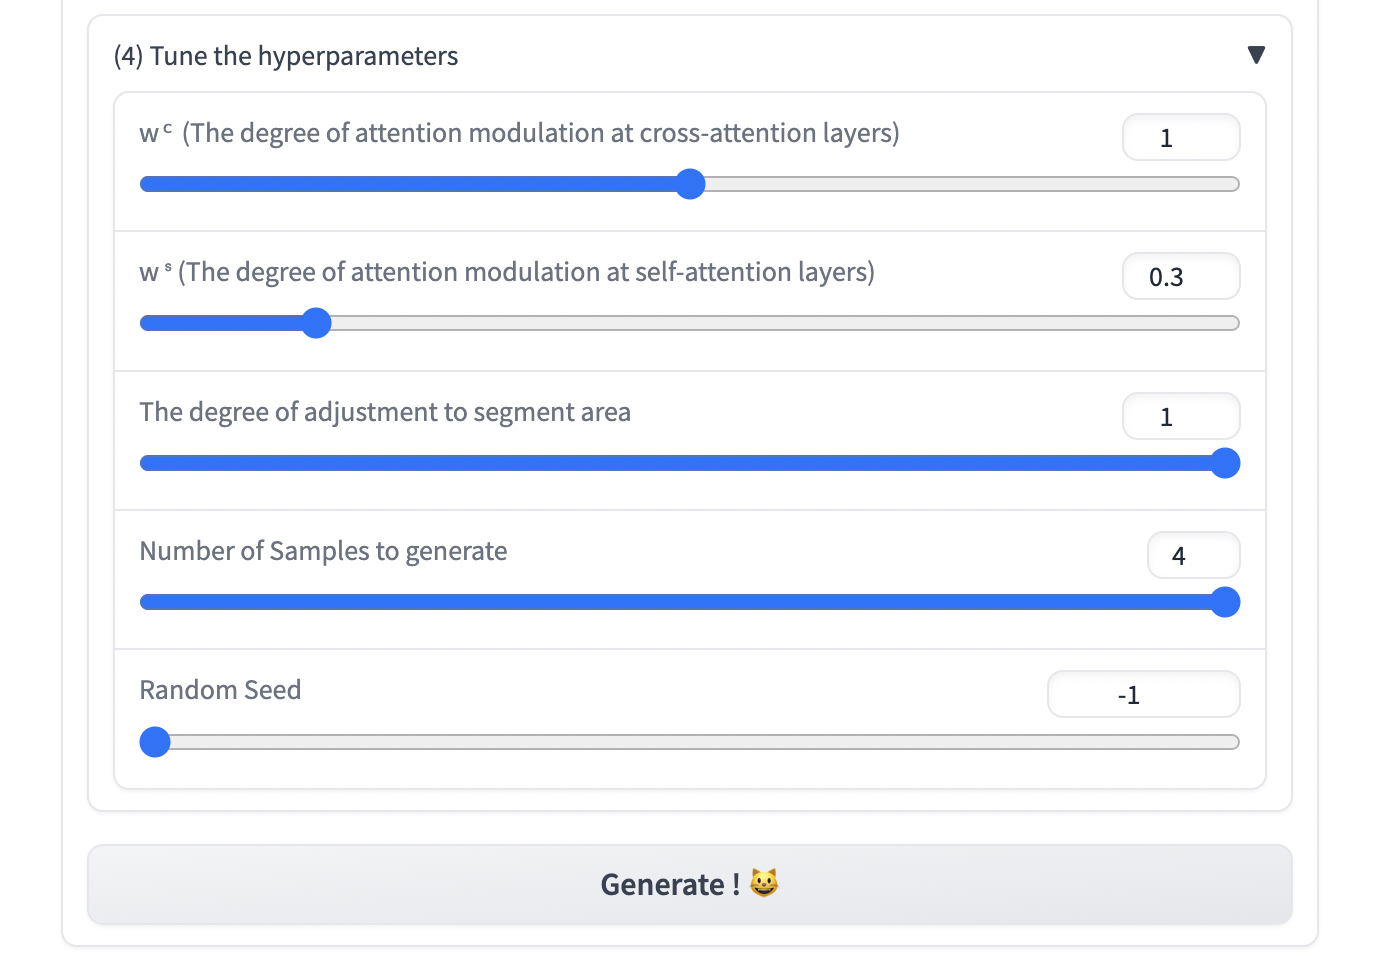 (4) Tune the hyperparameters ▼
wᶜ (The degree of attention modulation at cross-attention layers) 1
wˢ (The degree of attention modulation at self-attention layers) 0.3
The degree of adjustment to segment area 1
Number of Samples to generate 4
Random Seed -1
Generate ! 😺